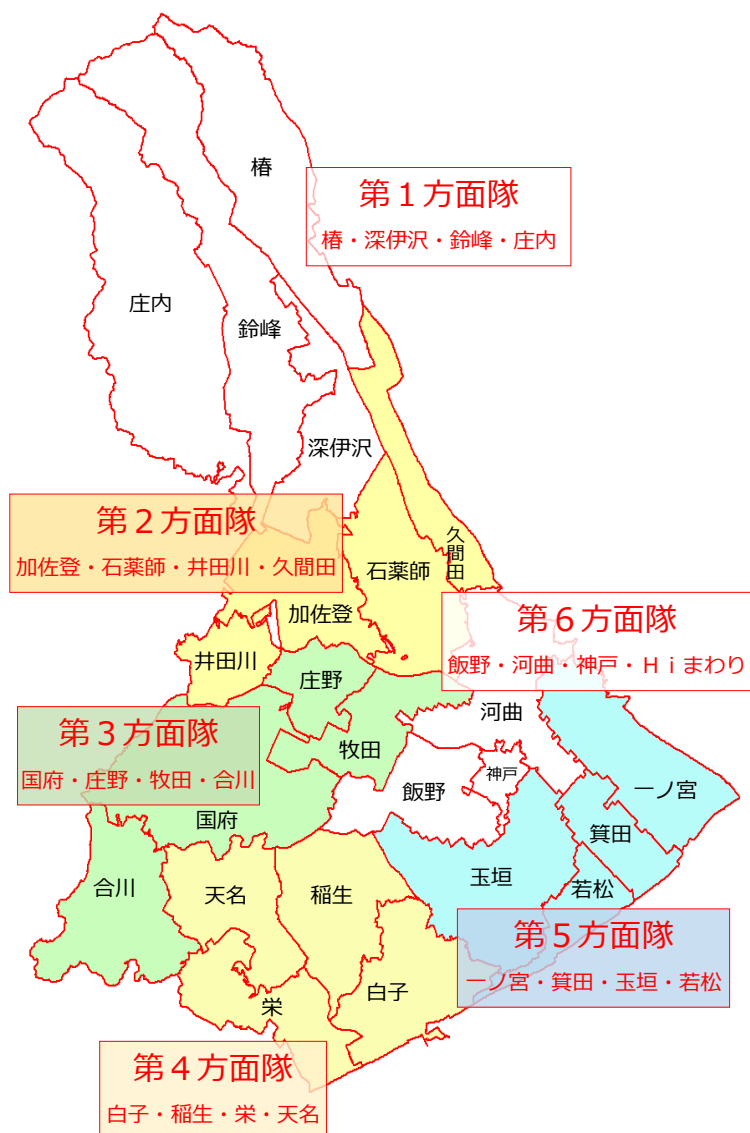 椿
第１方面隊
椿・深伊沢・鈴峰・庄内
庄内
鈴峰
深伊沢
第２方面隊
加佐登・石薬師・井田川・久間田
久間田
石薬師
加佐登
第６方面隊
飯野・河曲・神戸・Ｈｉまわり
井田川
庄野
河曲
第３方面隊
国府・庄野・牧田・合川
牧田
神戸
飯野
一ノ宮
国府
箕田
合川
天名
稲生
玉垣
若松
第５方面隊
一ノ宮・箕田・玉垣・若松
白子
栄
第４方面隊
白子・稲生・栄・天名